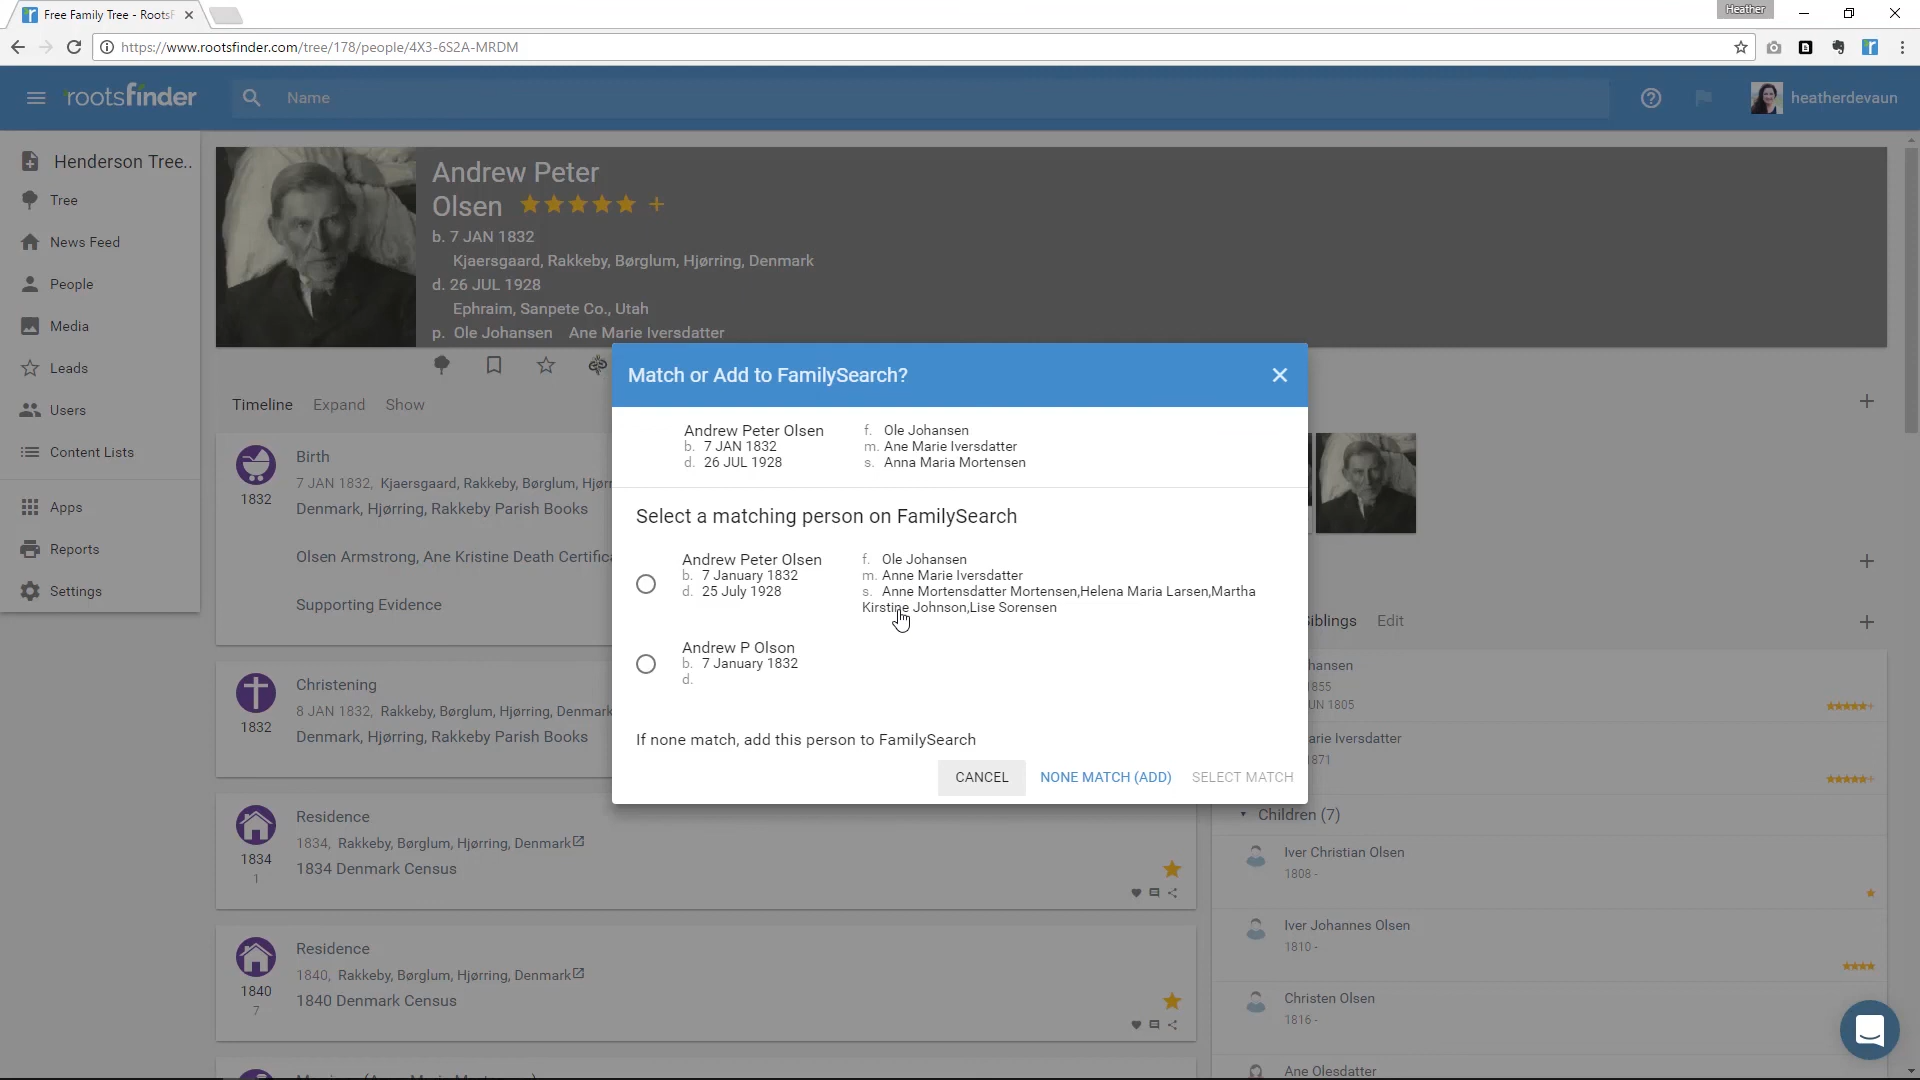 Heather
Free Family Tree - Roots
https://www.rootsfinder.com/tree/178/people/4X3-6S2A-MRDM
rootsfinder
Name
heatherdevaun
Henderson Tree..
Tree
News Feed
People
Media
Leads
Users
Content Lists
Apps
Reports
Settings
Andrew Peter
Olsen
b. 7 JAN 1832
Kjaersgaard, Rakkeby, Børglum, Hjørring, Denmark
d. 26 JUL 1928
Ephraim, Sanpete Co., Utah
p. Ole Johansen Ane Marie Iversdatter
Timeline Expand Show
Birth
7 JAN 1832, Kjaersgaard, Rakkeby, Børglum, Hjør
Denmark, Hjørring, Rakkeby Parish Books
1832
Olsen Armstrong, Ane Kristine Death Certific
Supporting Evidence
Christening
8 JAN 1832, Rakkeby, Børglum, Hjørring, Denmark
1832
Denmark, Hjørring, Rakkeby Parish Books
Residence
1834, Rakkeby, Børglum, Hjørring, Denmark
1834
1
1834 Denmark Census
Residence
1840, Rakkeby, Børglum, Hjørring, Denmark
1840
7
1840 Denmark Census
Match or Add to FamilySearch?
Andrew Peter Olsen
b. 7 JAN 1832
d. 26 JUL 1928
f. Ole Johansen
m. Ane Marie Iversdatter
s. Anna Maria Mortensen
Select a matching person on FamilySearch
Andrew Peter Olsen
b. 7 January 1832
d. 25 July 1928
f. Ole Johansen
m. Anne Marie Iversdatter
s. Anne Mortensdatter Mortensen,Helena Maria Larsen,Martha
Kirstine Johnson,Lise Sorensen
Andrew P Olson
b. 7 January 1832
d.
If none match, add this person to FamilySearch
CANCEL NONE MATCH (ADD) SELECT MATCH
iblings Edit
hansen
1855
UN 1805
arie Iversdatter
1871
Children (7)
Iver Christian Olsen
1808 -
Iver Johannes Olsen
1810 -
Christen Olsen
1816 -
Ane Olesdatter